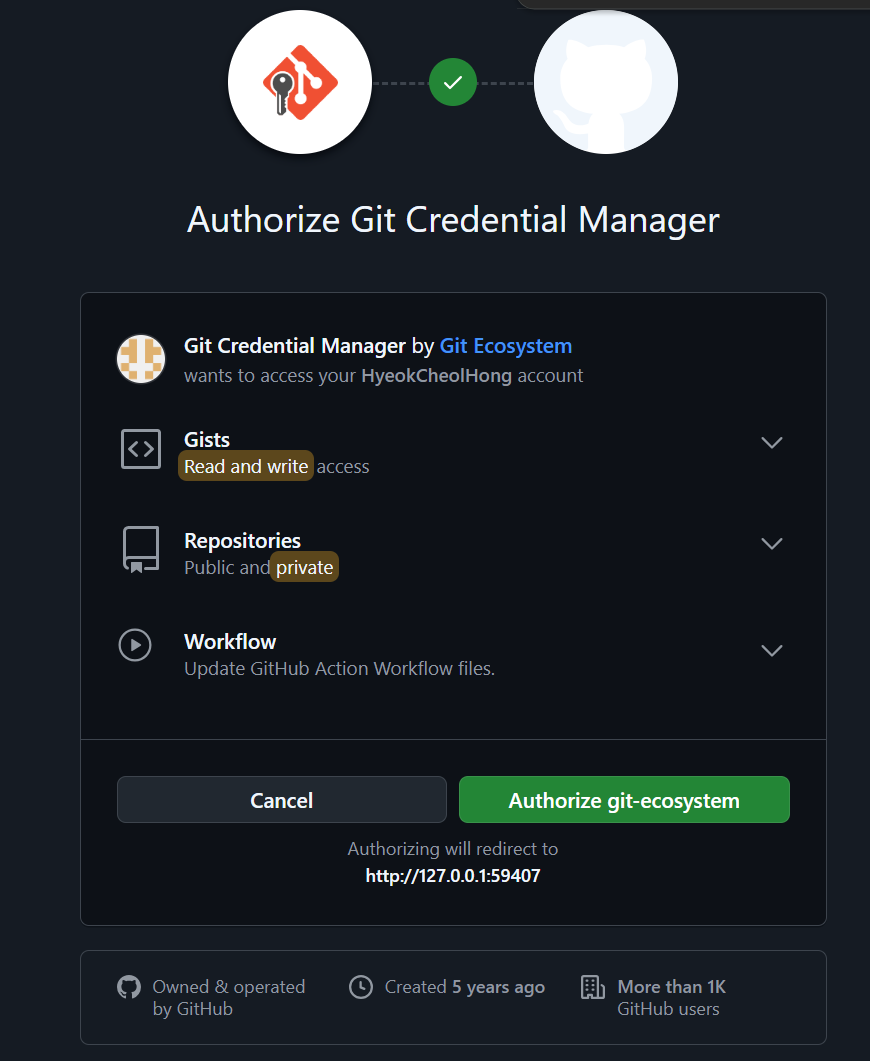 Authorize Git Credential Manager
Git Credential Manager by Git Ecosystem
wants to access your HyeokCheolHong account
Gists
Read and write access
Repositories
Public and private
Workflow
Update GitHub Action Workflow files.
Cancel
Authorize git-ecosystem
Authorizing will redirect to
http://127.0.0.1:59407
Owned & operated
by GitHub
Created 5 years ago
More than 1K
GitHub users